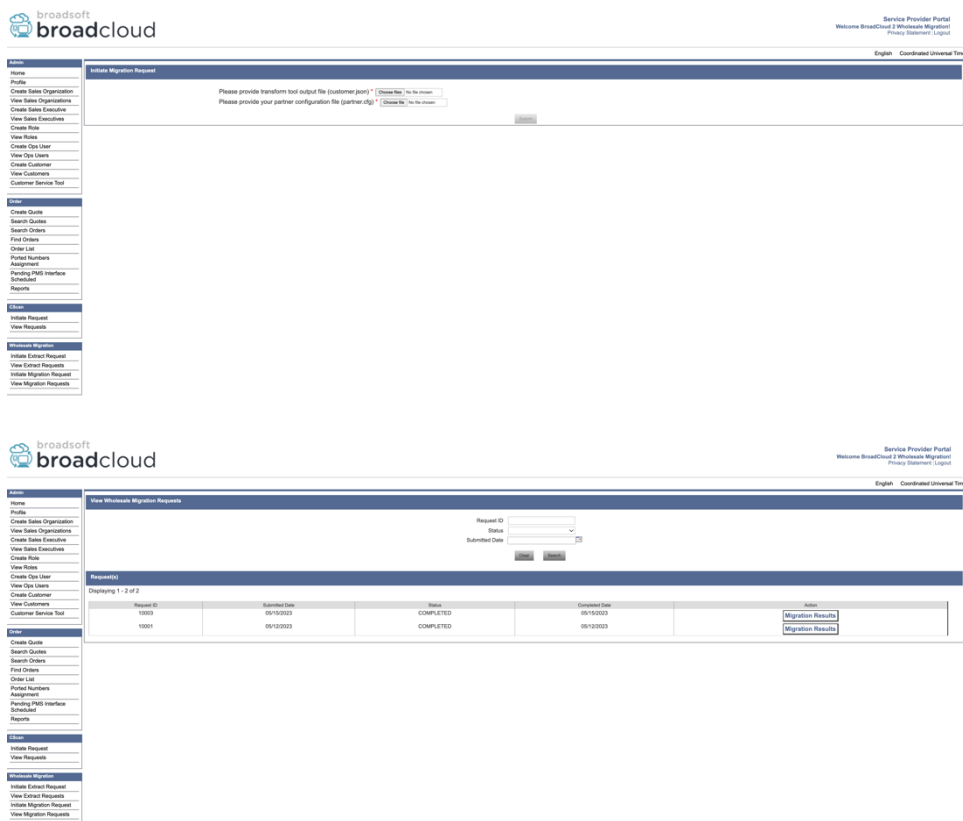 broadsoft
broadcloud
Service Provider Portal
Welcome BroadCloud 2 Wholesale Migration!
Privacy Statement | Logout
English Coordinated Universal Time
Admin
Home
Profile
Create Sales Organization
View Sales Organizations
Create Sales Executive
View Sales Executives
Create Role
View Roles
Create Ops User
View Ops Users
Create Customer
View Customers
Customer Service Tool
Order
Create Quote
Search Quotes
Search Orders
Find Orders
Order List
Ported Numbers
Assignment
Pending PMS Interface
Scheduled
Reports
CScan
Initiate Request
View Requests
Wholesale Migration
Initiate Extract Request
View Extract Requests
Initiate Migration Request
View Migration Requests
Initiate Migration Request
Please provide transform tool output file (customer.json) * Choose files No file chosen
Please provide your partner configuration file (partner.cfg) * Choose file No file chosen
Submit
broadsoft
broadcloud
Service Provider Portal
Welcome BroadCloud 2 Wholesale Migration!
Privacy Statement | Logout
English Coordinated Universal Time
Admin
Home
Profile
Create Sales Organization
View Sales Organizations
Create Sales Executive
View Sales Executives
Create Role
View Roles
Create Ops User
View Ops Users
Create Customer
View Customers
Customer Service Tool
Order
Create Quote
Search Quotes
Search Orders
Find Orders
Order List
Ported Numbers
Assignment
Pending PMS Interface
Scheduled
Reports
CScan
Initiate Request
View Requests
Wholesale Migration
Initiate Extract Request
View Extract Requests
Initiate Migration Request
View Migration Requests
View Wholesale Migration Requests
Request ID
Status
Submitted Date
Clear Search
Request(s)
Displaying 1 - 2 of 2
Request ID Submitted Date Status Completed Date Action
10003 05/15/2023 COMPLETED 05/15/2023 Migration Results
10001 05/12/2023 COMPLETED 05/12/2023 Migration Results